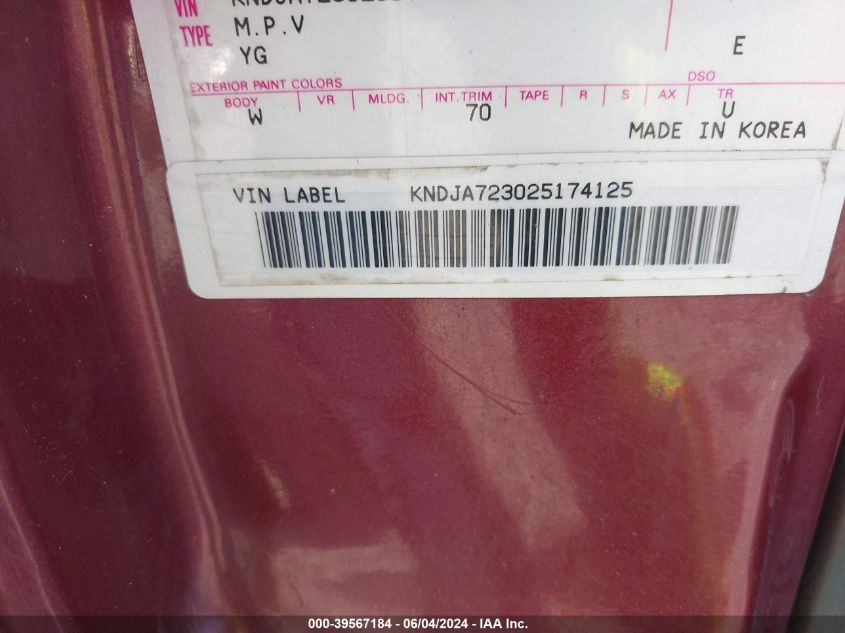 VIN
TYPE M.P.V
YG E
EXTERIOR PAINT COLORS DSO
BODY VR MLDG. INT.TRIM TAPE R S AX TR
W 70 U
MADE IN KOREA
VIN LABEL KNDJA723025174125
000-39567184 - 06/04/2024 - IAA Inc.